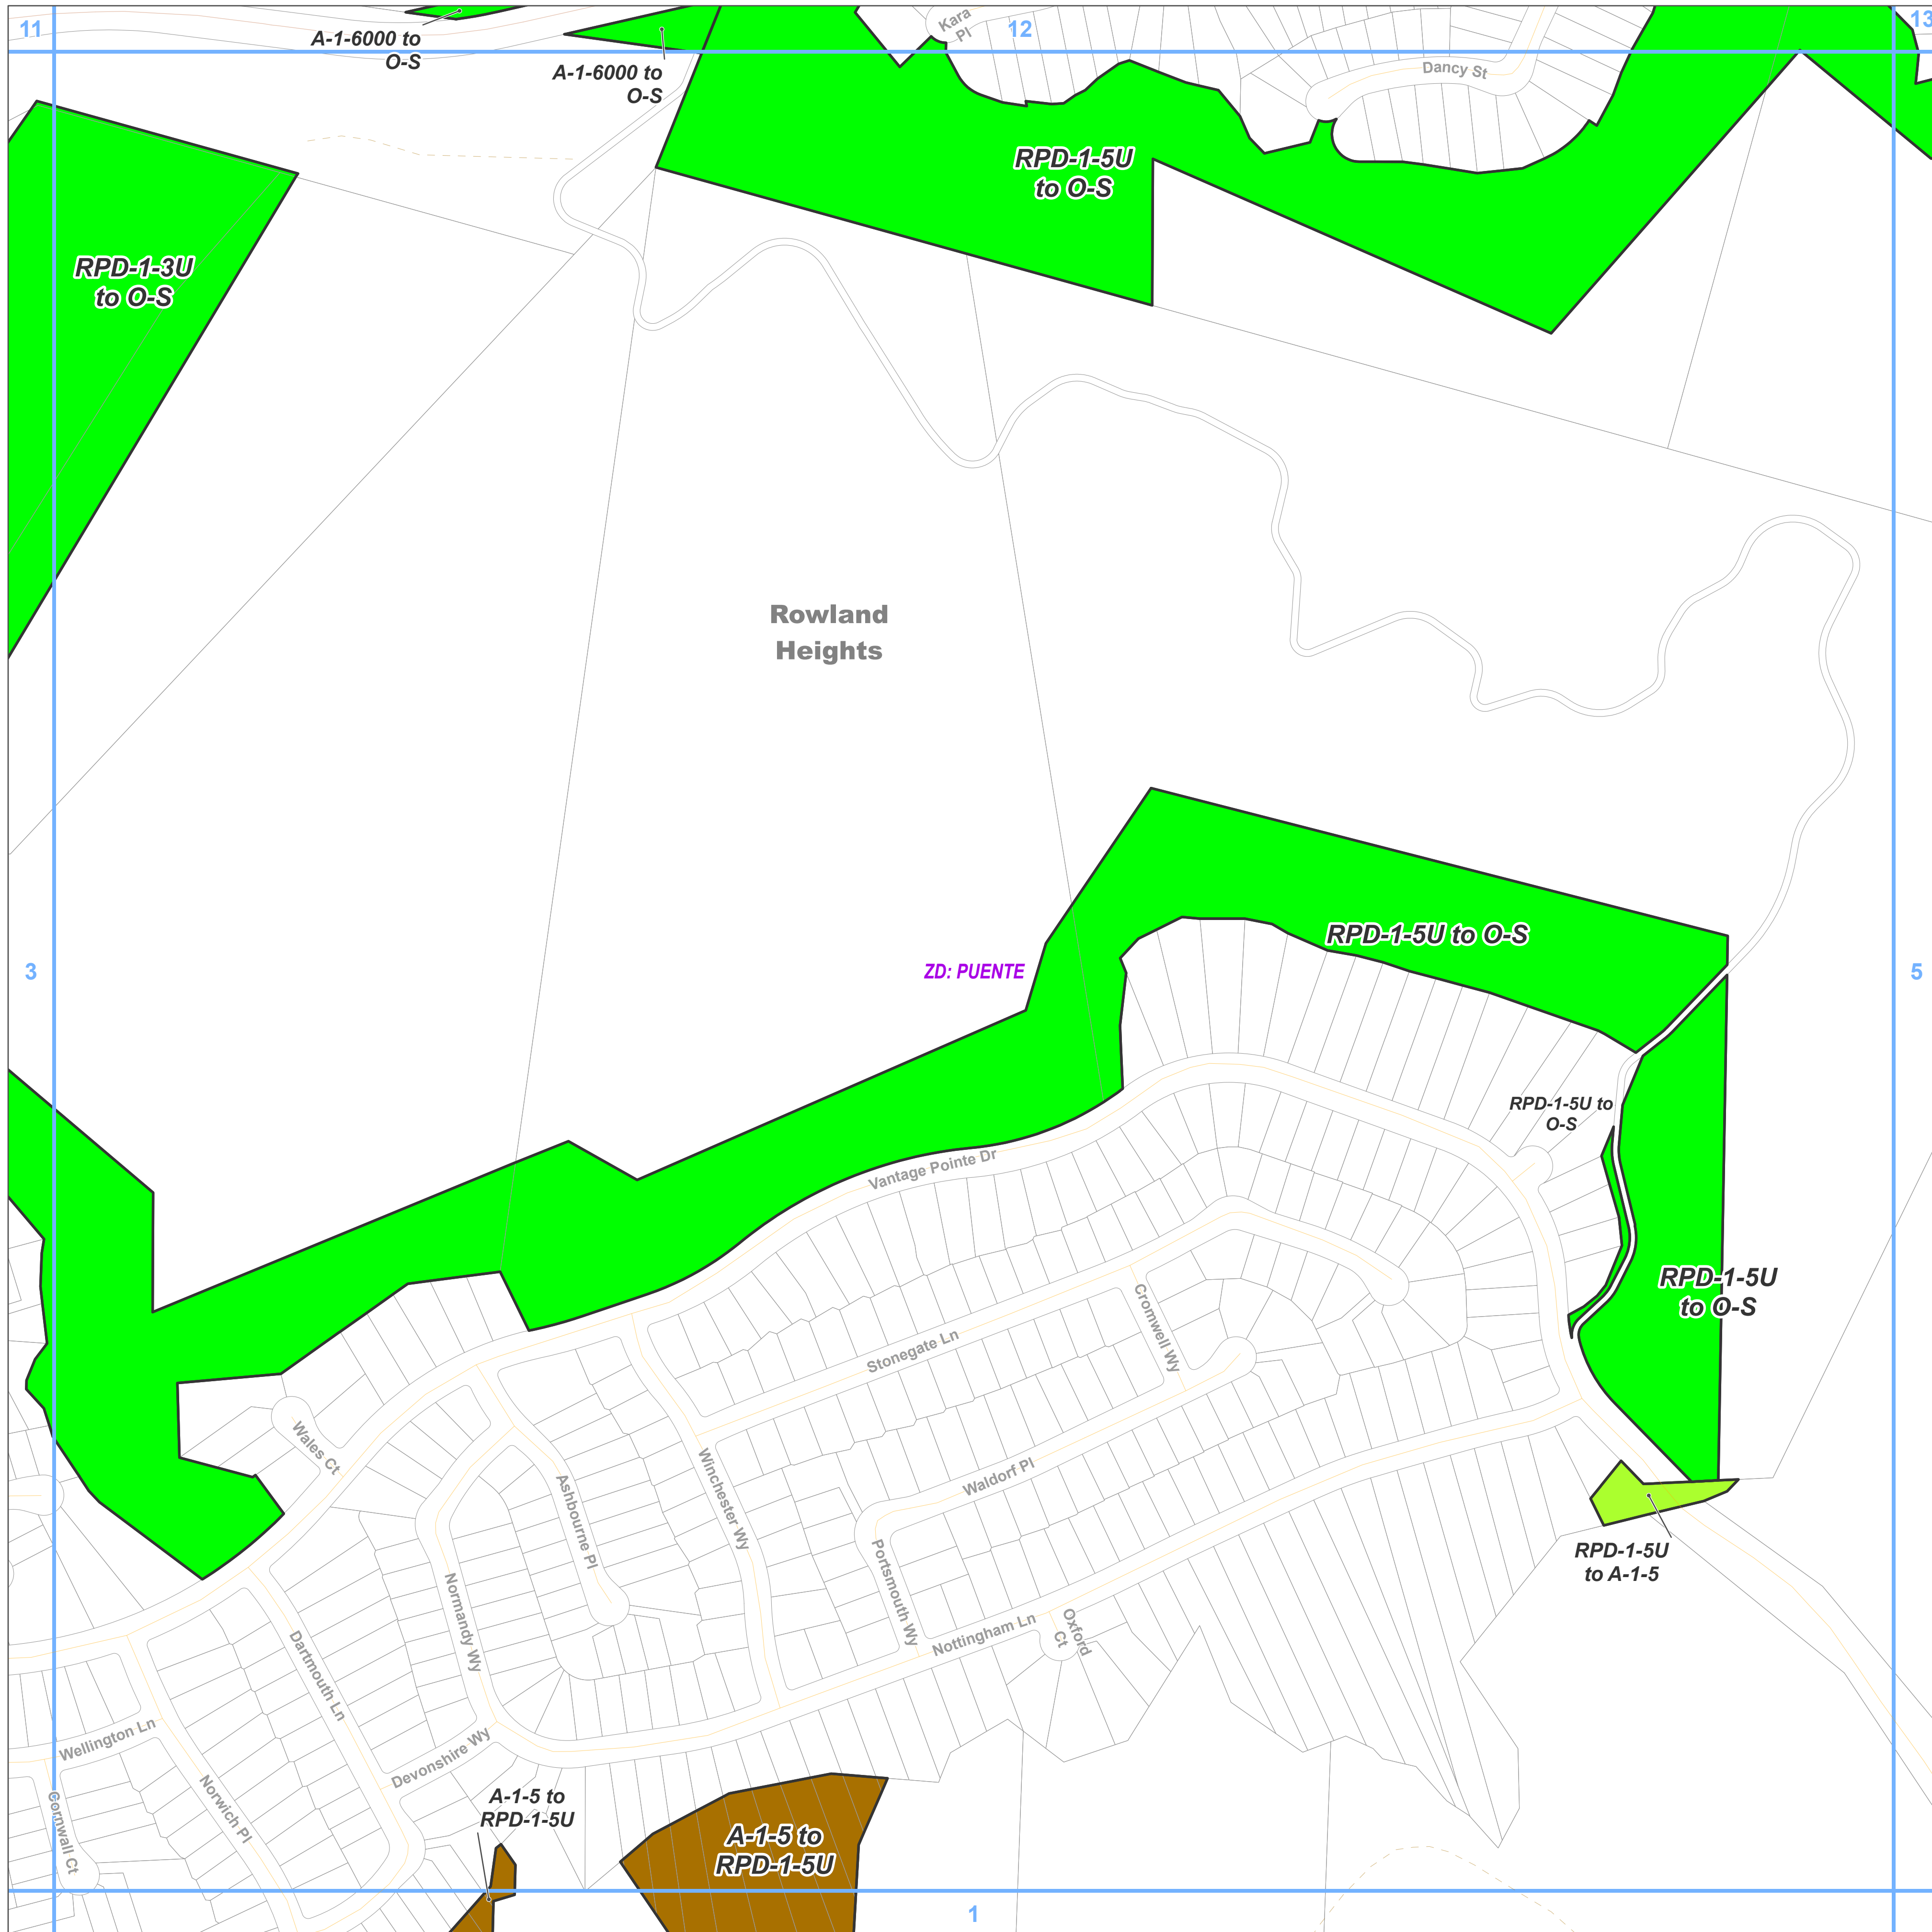 11
12
13
A-1-6000 to
O-S
A-1-6000 to
O-S
Kara
Pl
Dancy St
RPD-1-5U
to O-S
RPD-1-3U
to O-S
Rowland
Heights
RPD-1-5U to O-S
3
ZD: PUENTE
5
RPD-1-5U to
O-S
Vantage Pointe Dr
RPD-1-5U
to O-S
Cromwell Wy
Stonegate Ln
Wales Ct
Winchester Wy
Ashbourne Pl
Waldorf Pl
RPD-1-5U
to A-1-5
Portsmouth Wy
Normandy Wy
Nottingham Ln
Oxford
Ct
Dartmouth Ln
Wellington Ln
Devonshire Wy
Norwich Pl
Cornwall Ct
A-1-5 to
RPD-1-5U
A-1-5 to
RPD-1-5U
1